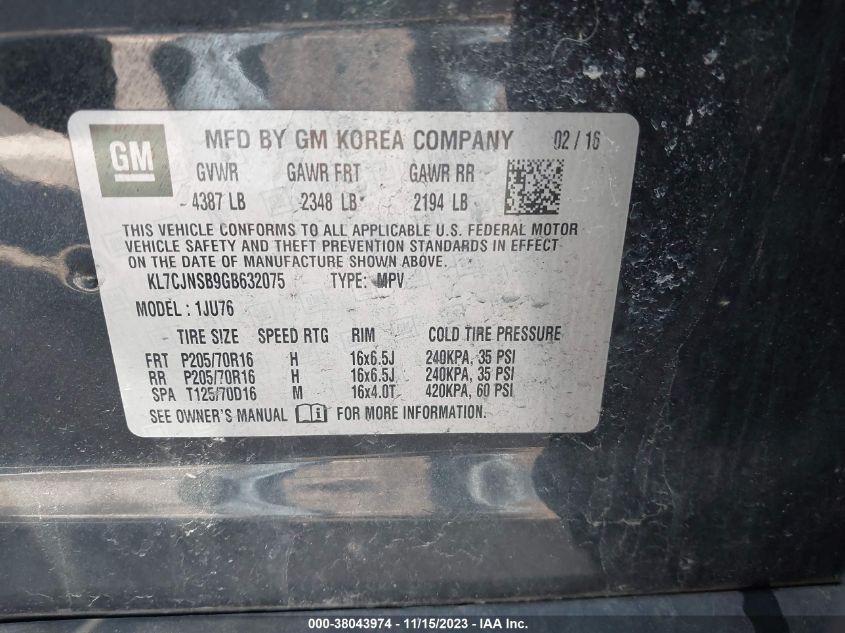 GM MFD BY GM KOREA COMPANY 02 / 16
GVWR GAWR FRT GAWR RR
4387 LB 2348 LB 2194 LB
THIS VEHICLE CONFORMS TO ALL APPLICABLE U.S. FEDERAL MOTOR
VEHICLE SAFETY AND THEFT PREVENTION STANDARDS IN EFFECT
ON THE DATE OF MANUFACTURE SHOWN ABOVE.
KL7CJNSB9GB632075 TYPE: MPV
MODEL : 1JU76
TIRE SIZE SPEED RTG RIM COLD TIRE PRESSURE
FRT P205/70R16 H 16x6.5J 240KPA, 35 PSI
RR P205/70R16 H 16x6.5J 240KPA, 35 PSI
SPA T125/70D16 M 16x4.0T 420KPA, 60 PSI
SEE OWNER'S MANUAL FOR MORE INFORMATION.
000-38043974 - 11/15/2023 - IAA Inc.